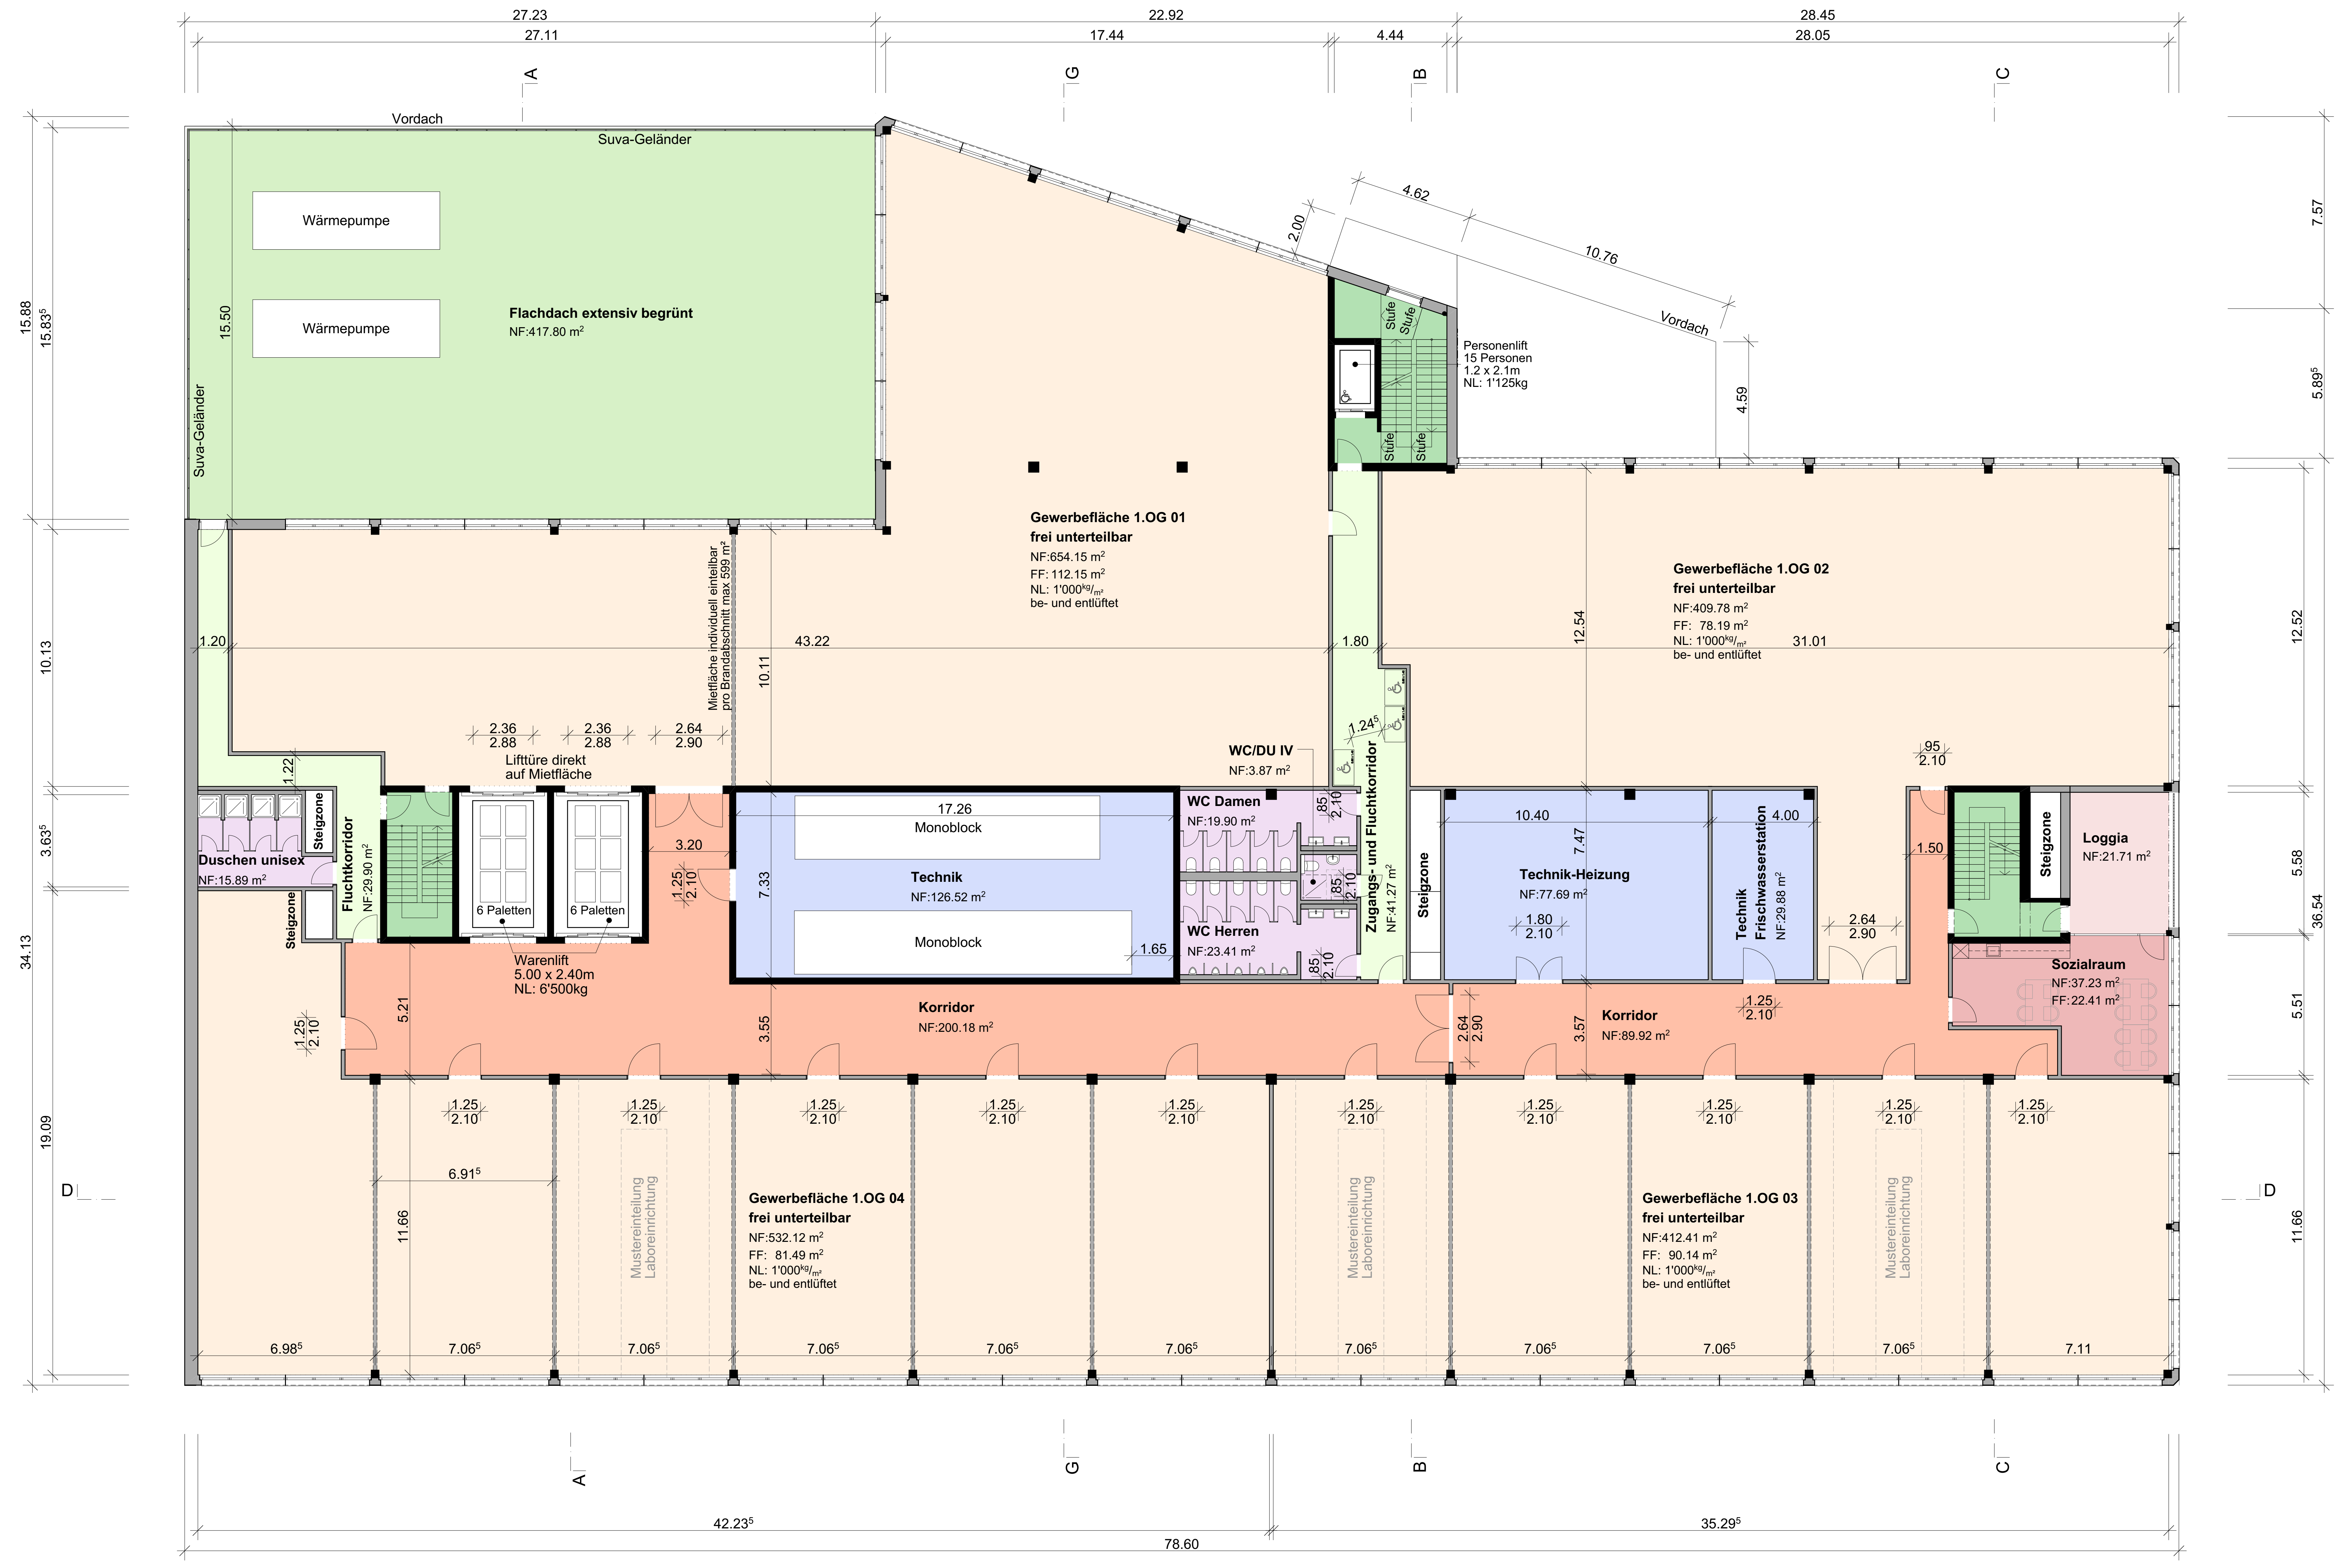 27.23
22.92
28.45
27.11
17.44
4.44
28.05
A
G
B
C
Vordach
Suva-Geländer
Wärmepumpe
Wärmepumpe
Flachdach extensiv begrünt
NF:417.80 m²
Suva-Geländer
15.50
15.88
15.83⁵
10.13
3.63⁵
34.13
19.09
4.62
2.00
10.76
Vordach
4.59
7.57
5.89⁵
Stufe
Stufe
Stufe
Stufe
Personenlift
15 Personen
1.2 x 2.1m
NL: 1'125kg
Gewerbefläche 1.OG 01
frei unterteilbar
NF:654.15 m²
FF: 112.15 m²
NL: 1'000kg/m²
be- und entlüftet
Mietfläche individuell einteilbar
pro Brandabschnitt max 599 m²
Gewerbefläche 1.OG 02
frei unterteilbar
NF:409.78 m²
FF: 78.19 m²
NL: 1'000kg/m²
be- und entlüftet
1.20
43.22
1.80
31.01
10.11
12.54
12.52
1.22
2.36
2.88
2.36
2.88
2.64
2.90
Lifttüre direkt
auf Mietfläche
1.24⁵
WC/DU IV
NF:3.87 m²
95
2.10
Steigzone
Duschen unisex
NF:15.89 m²
Steigzone
Fluchtkorridor
NF:29.90 m²
6 Paletten
6 Paletten
Warenlift
5.00 x 2.40m
NL: 6'500kg
3.20
1.25
2.10
17.26
Monoblock
7.33
Technik
NF:126.52 m²
Monoblock
1.65
WC Damen
NF:19.90 m²
.85
2.10
.85
2.10
WC Herren
NF:23.41 m²
.85
2.10
Zugangs- und Fluchtkorridor
NF:41.27 m²
Steigzone
10.40
7.47
Technik-Heizung
NF:77.69 m²
1.80
2.10
4.00
Technik
Frischwasserstation
NF:29.88 m²
2.64
2.90
1.50
Steigzone
Loggia
NF:21.71 m²
Sozialraum
NF:37.23 m²
FF:22.41 m²
5.58
36.54
5.51
11.66
1.25
2.10
5.21
3.55
Korridor
NF:200.18 m²
2.64
2.90
3.57
Korridor
NF:89.92 m²
1.25
2.10
1.25
2.10
1.25
2.10
1.25
2.10
1.25
2.10
1.25
2.10
1.25
2.10
1.25
2.10
1.25
2.10
1.25
2.10
1.25
2.10
6.91⁵
11.66
D
D
Mustereinteilung
Laboreinrichtung
Gewerbefläche 1.OG 04
frei unterteilbar
NF:532.12 m²
FF: 81.49 m²
NL: 1'000kg/m²
be- und entlüftet
Mustereinteilung
Laboreinrichtung
Gewerbefläche 1.OG 03
frei unterteilbar
NF:412.41 m²
FF: 90.14 m²
NL: 1'000kg/m²
be- und entlüftet
Mustereinteilung
Laboreinrichtung
6.98⁵
7.06⁵
7.06⁵
7.06⁵
7.06⁵
7.06⁵
7.06⁵
7.06⁵
7.06⁵
7.06⁵
7.11
A
G
B
C
42.23⁵
35.29⁵
78.60